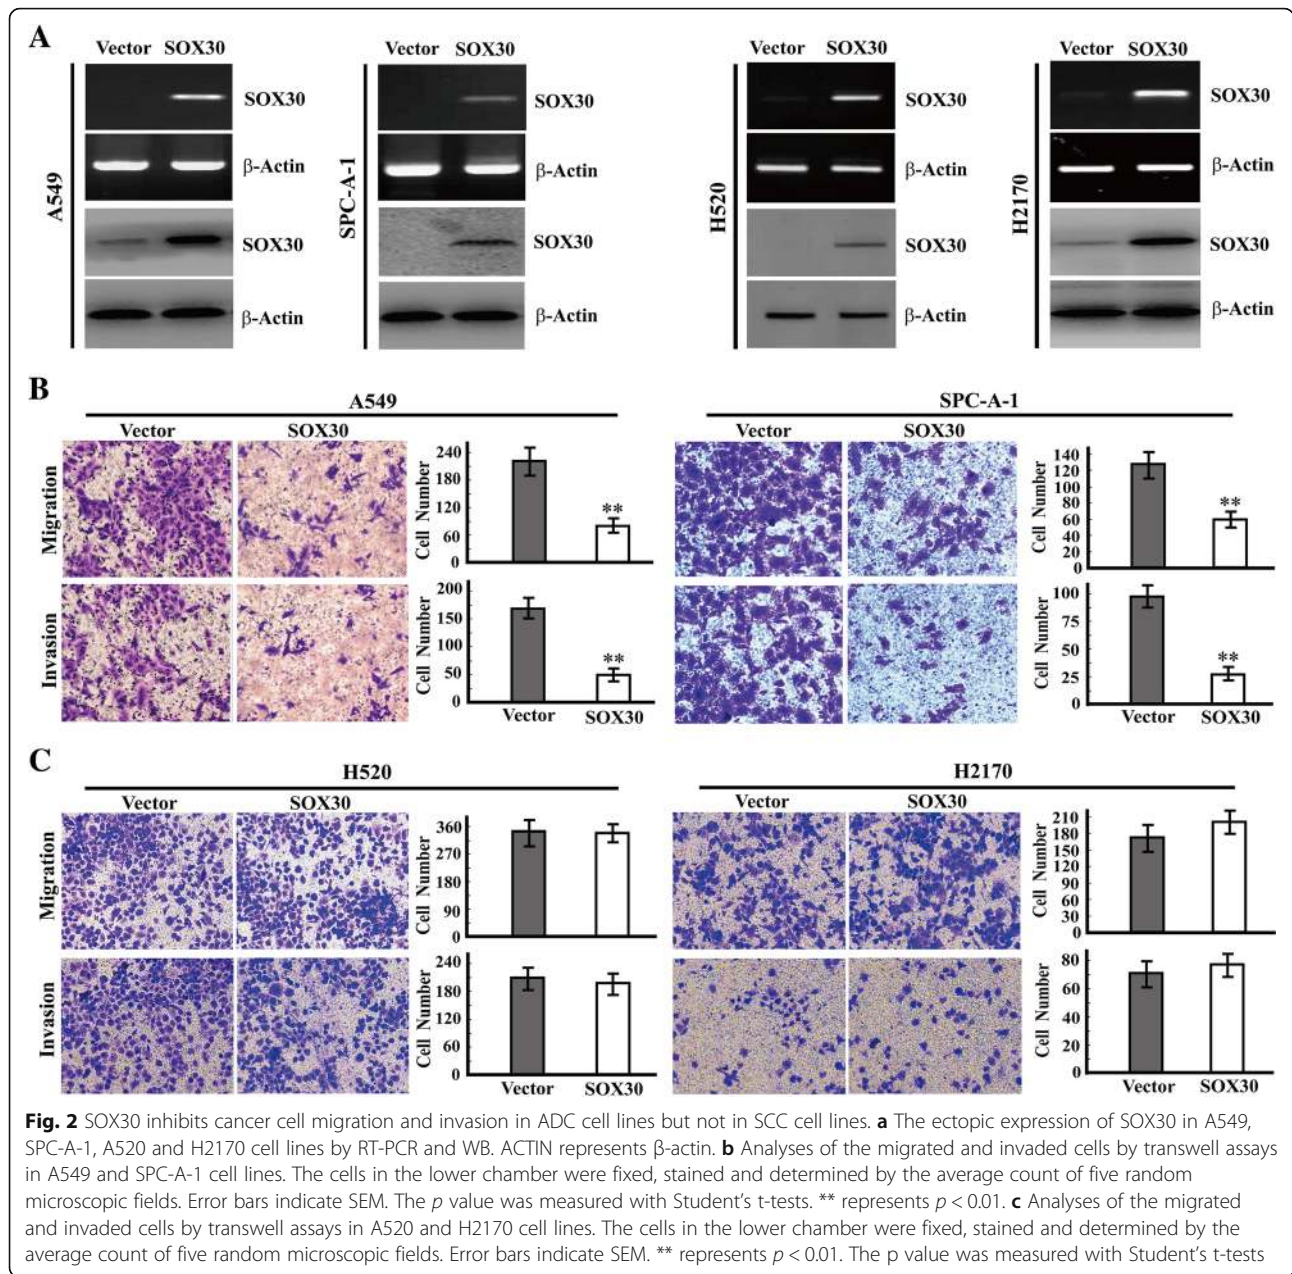 A
Vector SOX30
Vector SOX30
Vector SOX30
Vector SOX30
A549
SOX30
β-Actin
SOX30
β-Actin
SPC-A-1
SOX30
β-Actin
SOX30
β-Actin
H520
SOX30
β-Actin
SOX30
β-Actin
H2170
SOX30
β-Actin
SOX30
β-Actin
B
A549
Vector
SOX30
Migration
Cell Number
240
180
120
60
0
**
Invasion
Cell Number
200
150
100
50
0
**
Vector
SOX30
SPC-A-1
Vector
SOX30
Cell Number
140
120
100
80
60
40
20
0
**
Cell Number
100
75
50
25
0
**
Vector
SOX30
C
H520
Vector
SOX30
Migration
Cell Number
360
270
180
90
0
Invasion
Cell Number
240
180
120
60
0
Vector
SOX30
H2170
Vector
SOX30
Cell Number
210
180
150
120
90
60
30
0
Cell Number
80
60
40
20
0
Vector
SOX30
Fig. 2 SOX30 inhibits cancer cell migration and invasion in ADC cell lines but not in SCC cell lines. a The ectopic expression of SOX30 in A549,
SPC-A-1, A520 and H2170 cell lines by RT-PCR and WB. ACTIN represents β-actin. b Analyses of the migrated and invaded cells by transwell assays
in A549 and SPC-A-1 cell lines. The cells in the lower chamber were fixed, stained and determined by the average count of five random
microscopic fields. Error bars indicate SEM. The p value was measured with Student's t-tests. ** represents p < 0.01. c Analyses of the migrated
and invaded cells by transwell assays in A520 and H2170 cell lines. The cells in the lower chamber were fixed, stained and determined by the
average count of five random microscopic fields. Error bars indicate SEM. ** represents p < 0.01. The p value was measured with Student's t-tests